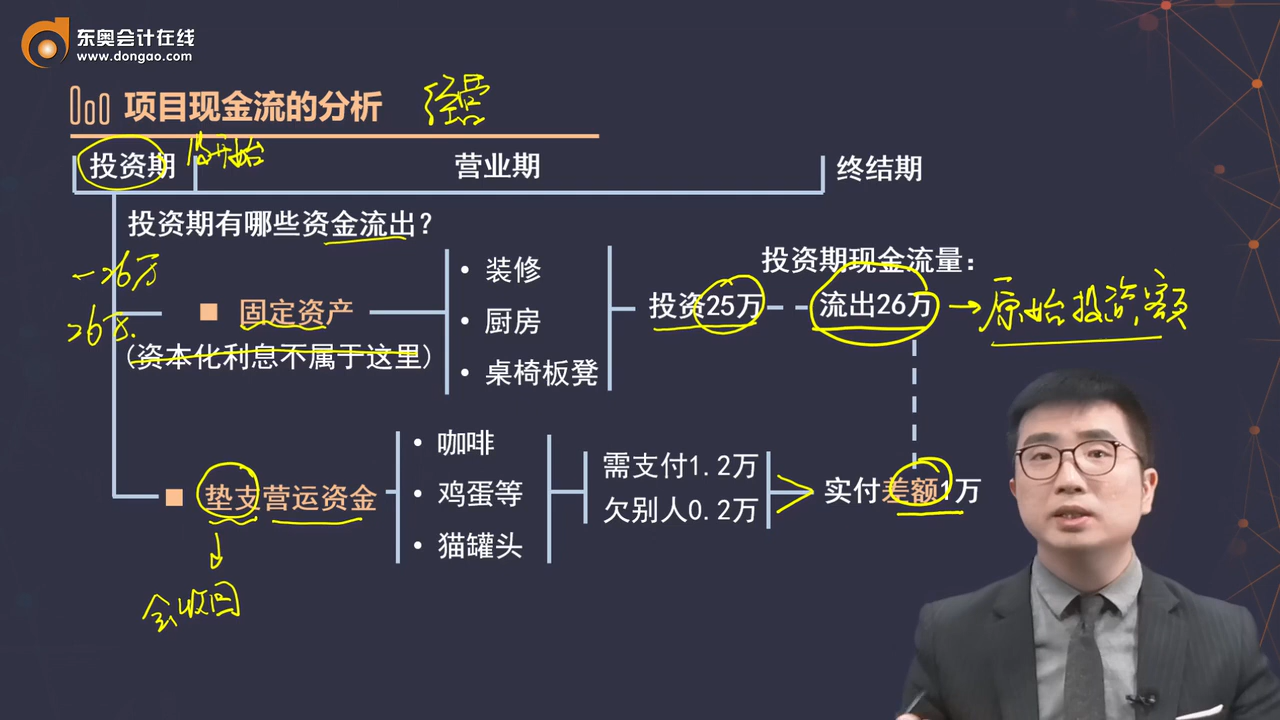 东奥会计在线
www.dongao.com
项目现金流的分析
经营
投资期
开始
营业期
终结期
投资期有哪些资金流出？
-26万
26万
固定资产
(资本化利息不属于这里)
• 装修
• 厨房
• 桌椅板凳
投资25万
投资期现金流量：
流出26万
原始投资额
垫支营运资金
会收回
• 咖啡
• 鸡蛋等
• 猫罐头
需支付1.2万
欠别人0.2万
实付差额1万